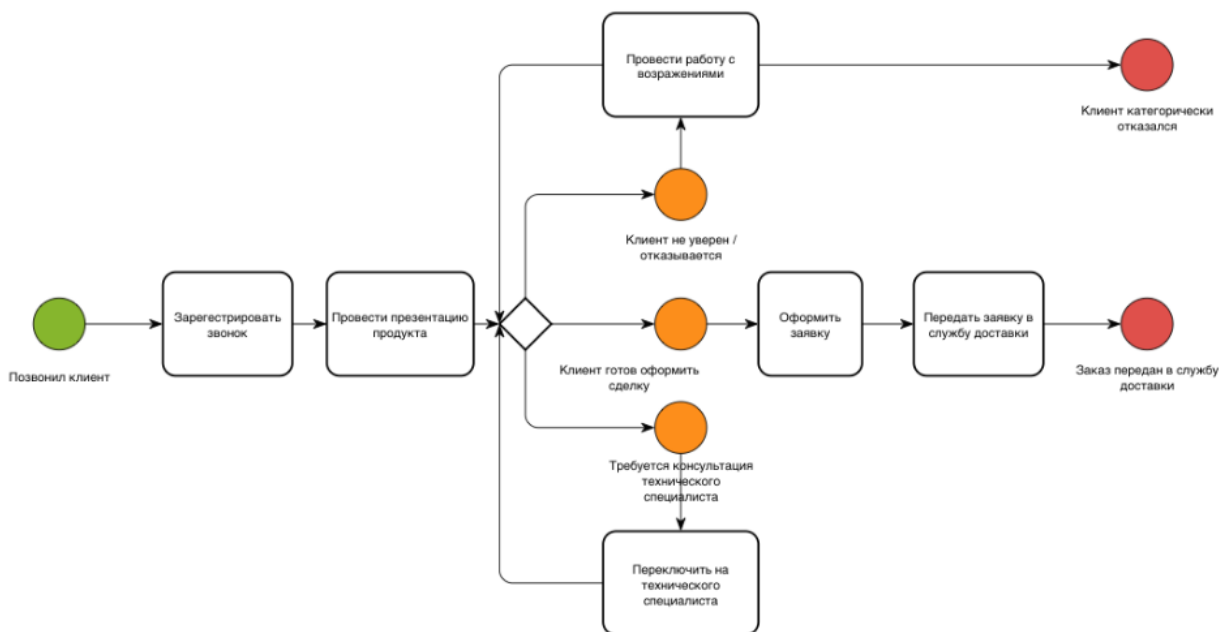 Провести работу с
возражениями
Клиент категорически
отказался
Клиент не уверен /
отказывается
Позвонил клиент
Зарегестрировать
звонок
Провести презентацию
продукта
Клиент готов оформить
сделку
Оформить
заявку
Передать заявку в
службу доставки
Заказ передан в службу
доставки
Требуется консультация
технического
специалиста
Переключить на
технического
специалиста